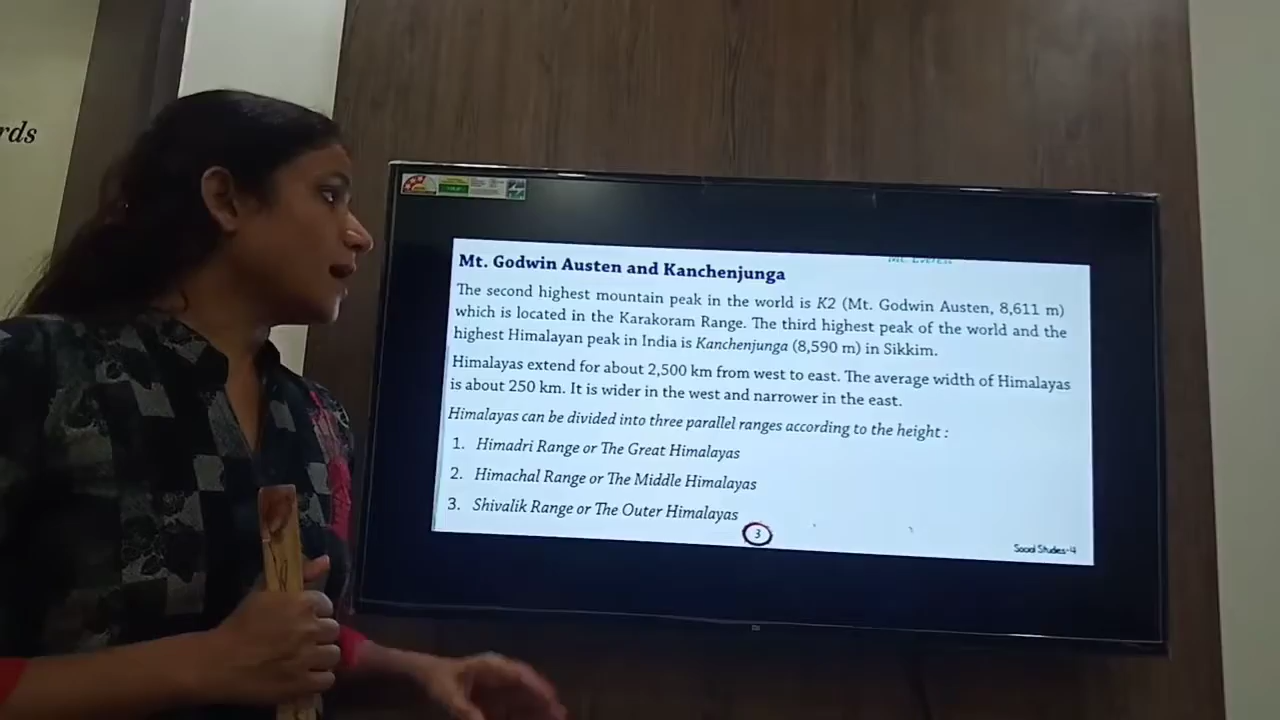 rds
Mt. Godwin Austen and Kanchenjunga
The second highest mountain peak in the world is K2 (Mt. Godwin Austen, 8,611 m)
which is located in the Karakoram Range. The third highest peak of the world and the
highest Himalayan peak in India is Kanchenjunga (8,590 m) in Sikkim.
Himalayas extend for about 2,500 km from west to east. The average width of Himalayas
is about 250 km. It is wider in the west and narrower in the east.
Himalayas can be divided into three parallel ranges according to the height :
1. Himadri Range or The Great Himalayas
2. Himachal Range or The Middle Himalayas
3. Shivalik Range or The Outer Himalayas
3
Social Studies-4